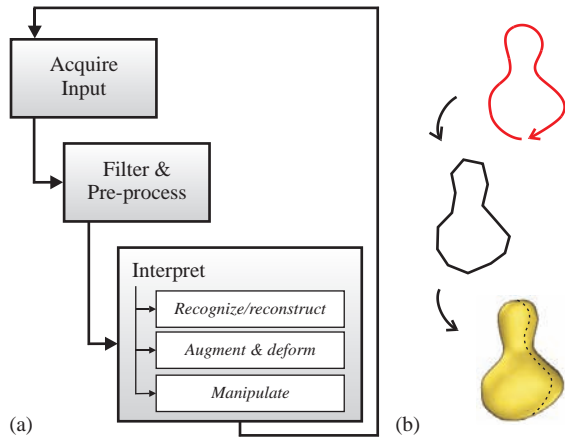 Acquire
Input
Filter &
Pre-process
Interpret
Recognize/reconstruct
Augment & deform
Manipulate
(a)
(b)